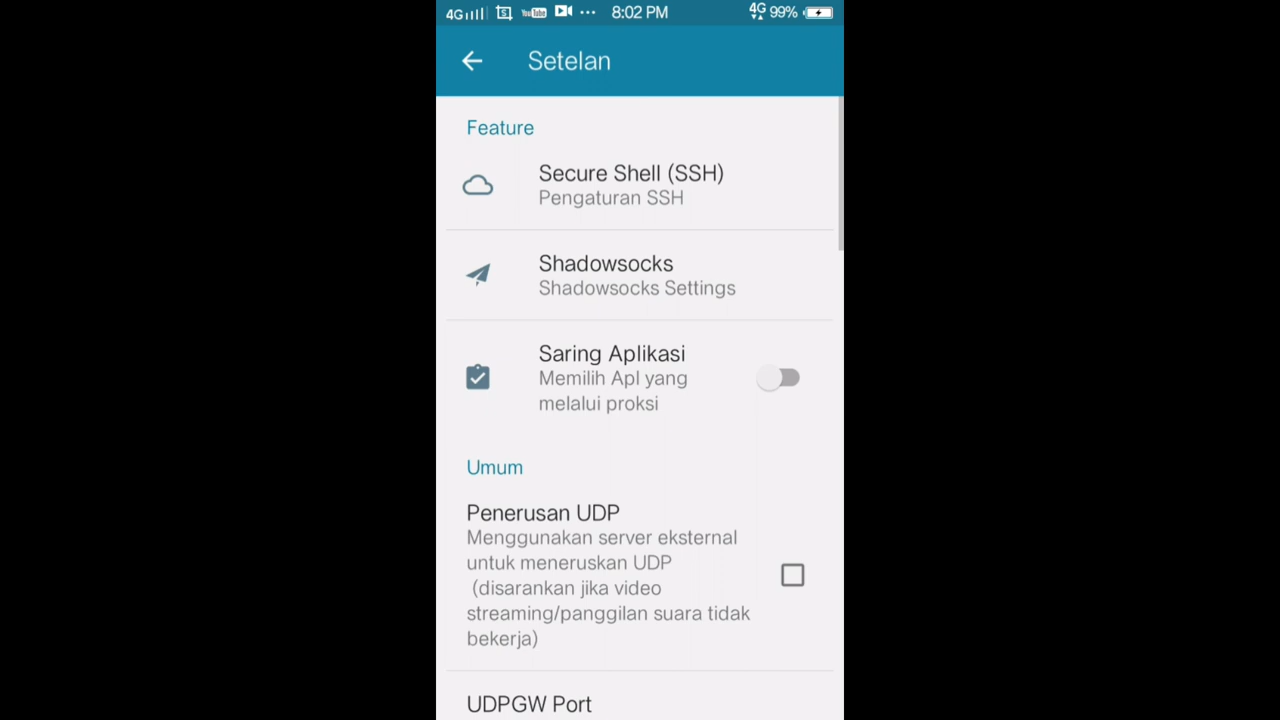 4G 8:02 PM 4G 99%
Setelan
Feature
Secure Shell (SSH)
Pengaturan SSH
Shadowsocks
Shadowsocks Settings
Saring Aplikasi
Memilih Apl yang
melalui proksi
Umum
Penerusan UDP
Menggunakan server eksternal
untuk meneruskan UDP
(disarankan jika video
streaming/panggilan suara tidak
bekerja)
UDPGW Port